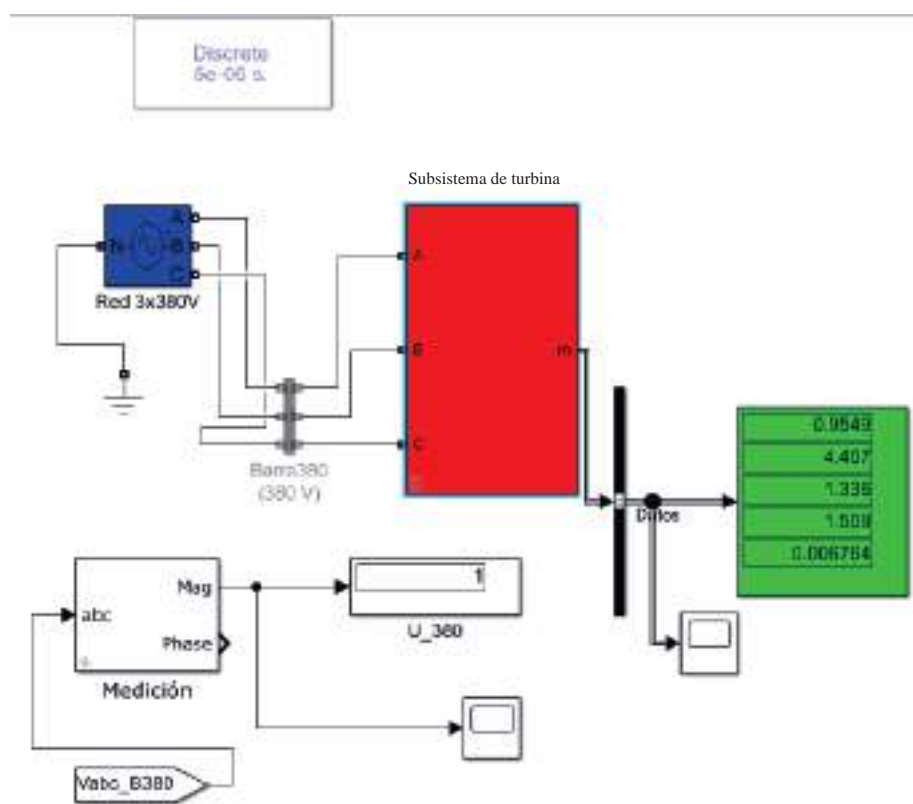 Discrete
5e-06 s.
Subsistema de turbina
A
N
B
C
Red 3x380V
A
B
m
C
Barra380
(380 V)
0.9549
4.407
1.336
1.509
0.006764
Datos
Mag
abc
Phase
Medición
1
U_380
Vabc_B380